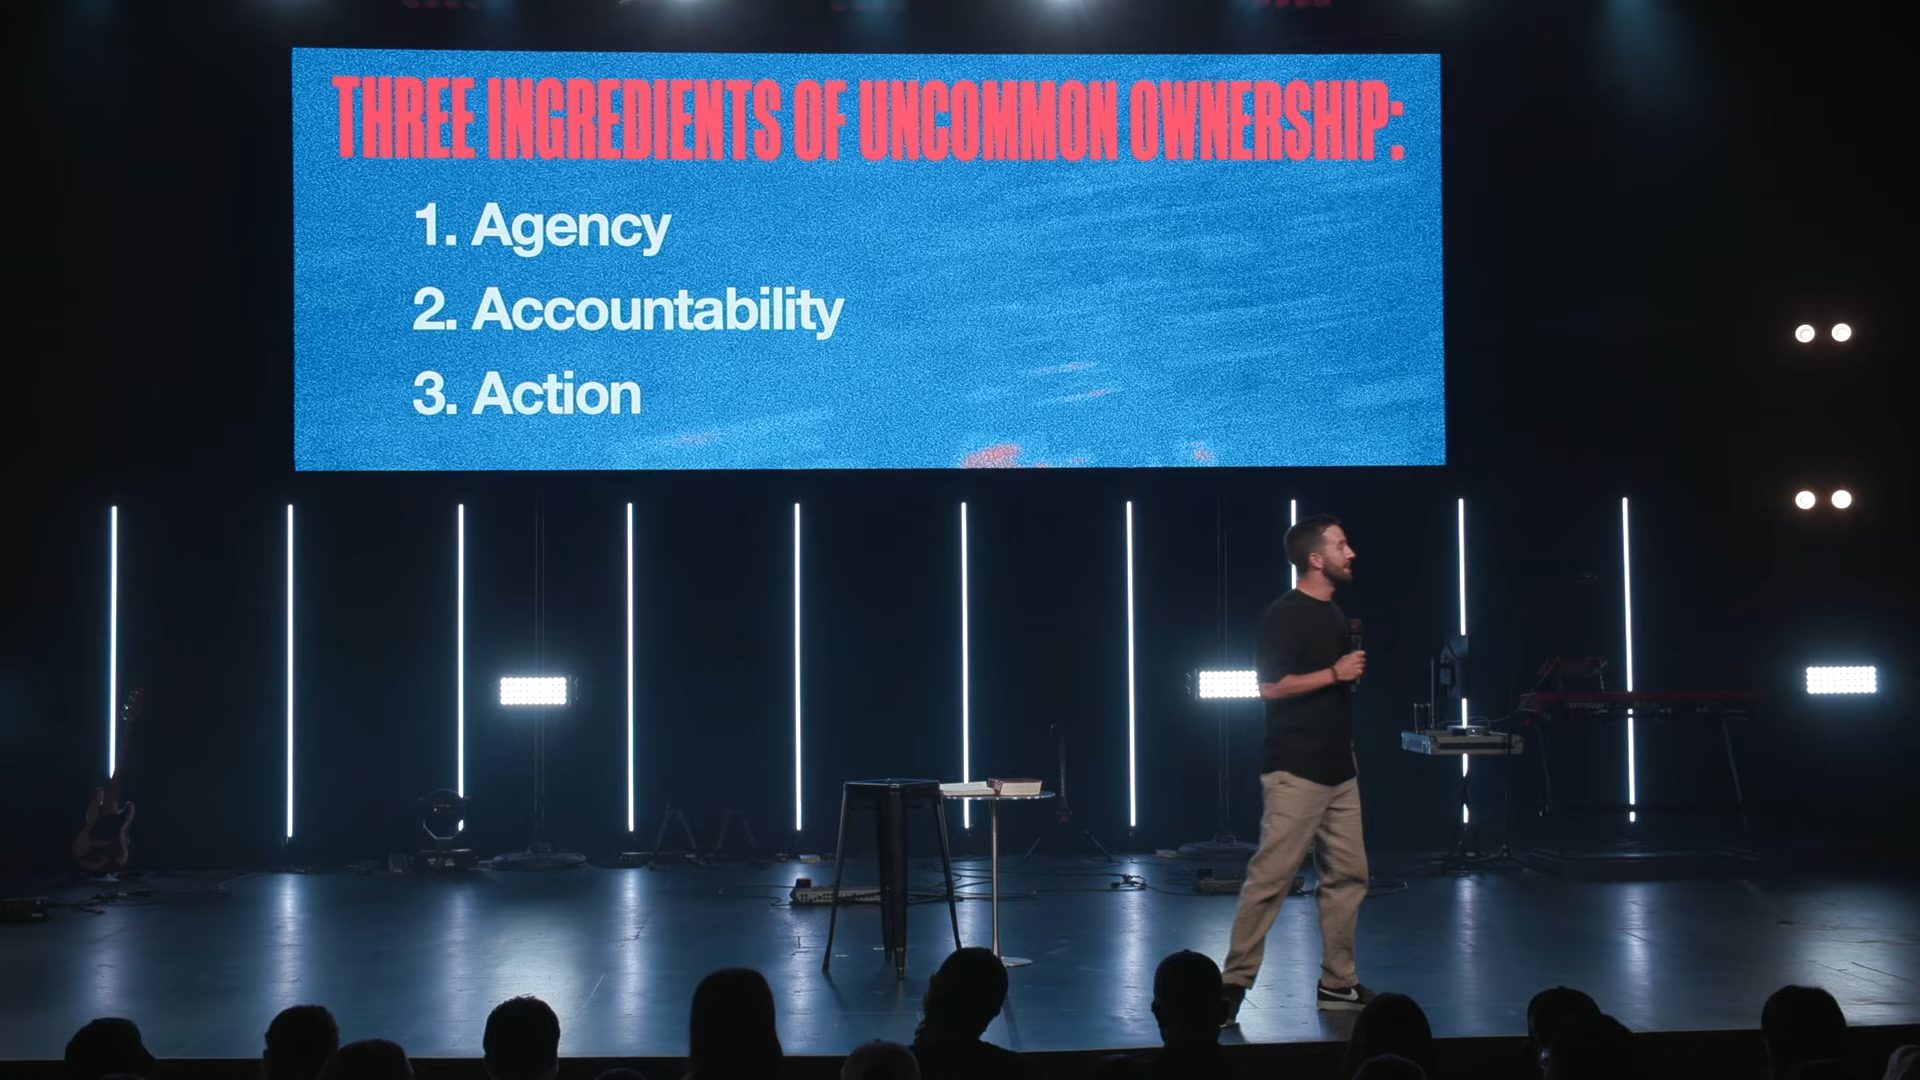 THREE INGREDIENTS OF UNCOMMON OWNERSHIP:
1. Agency
2. Accountability
3. Action